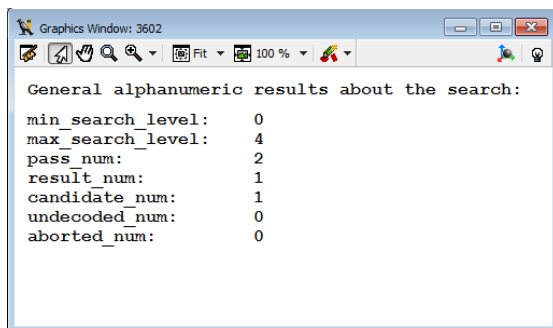 Graphics Window: 3602
Fit 100 %
General alphanumeric results about the search:
min_search_level: 0
max_search_level: 4
pass_num: 2
result_num: 1
candidate_num: 1
undecoded_num: 0
aborted_num: 0